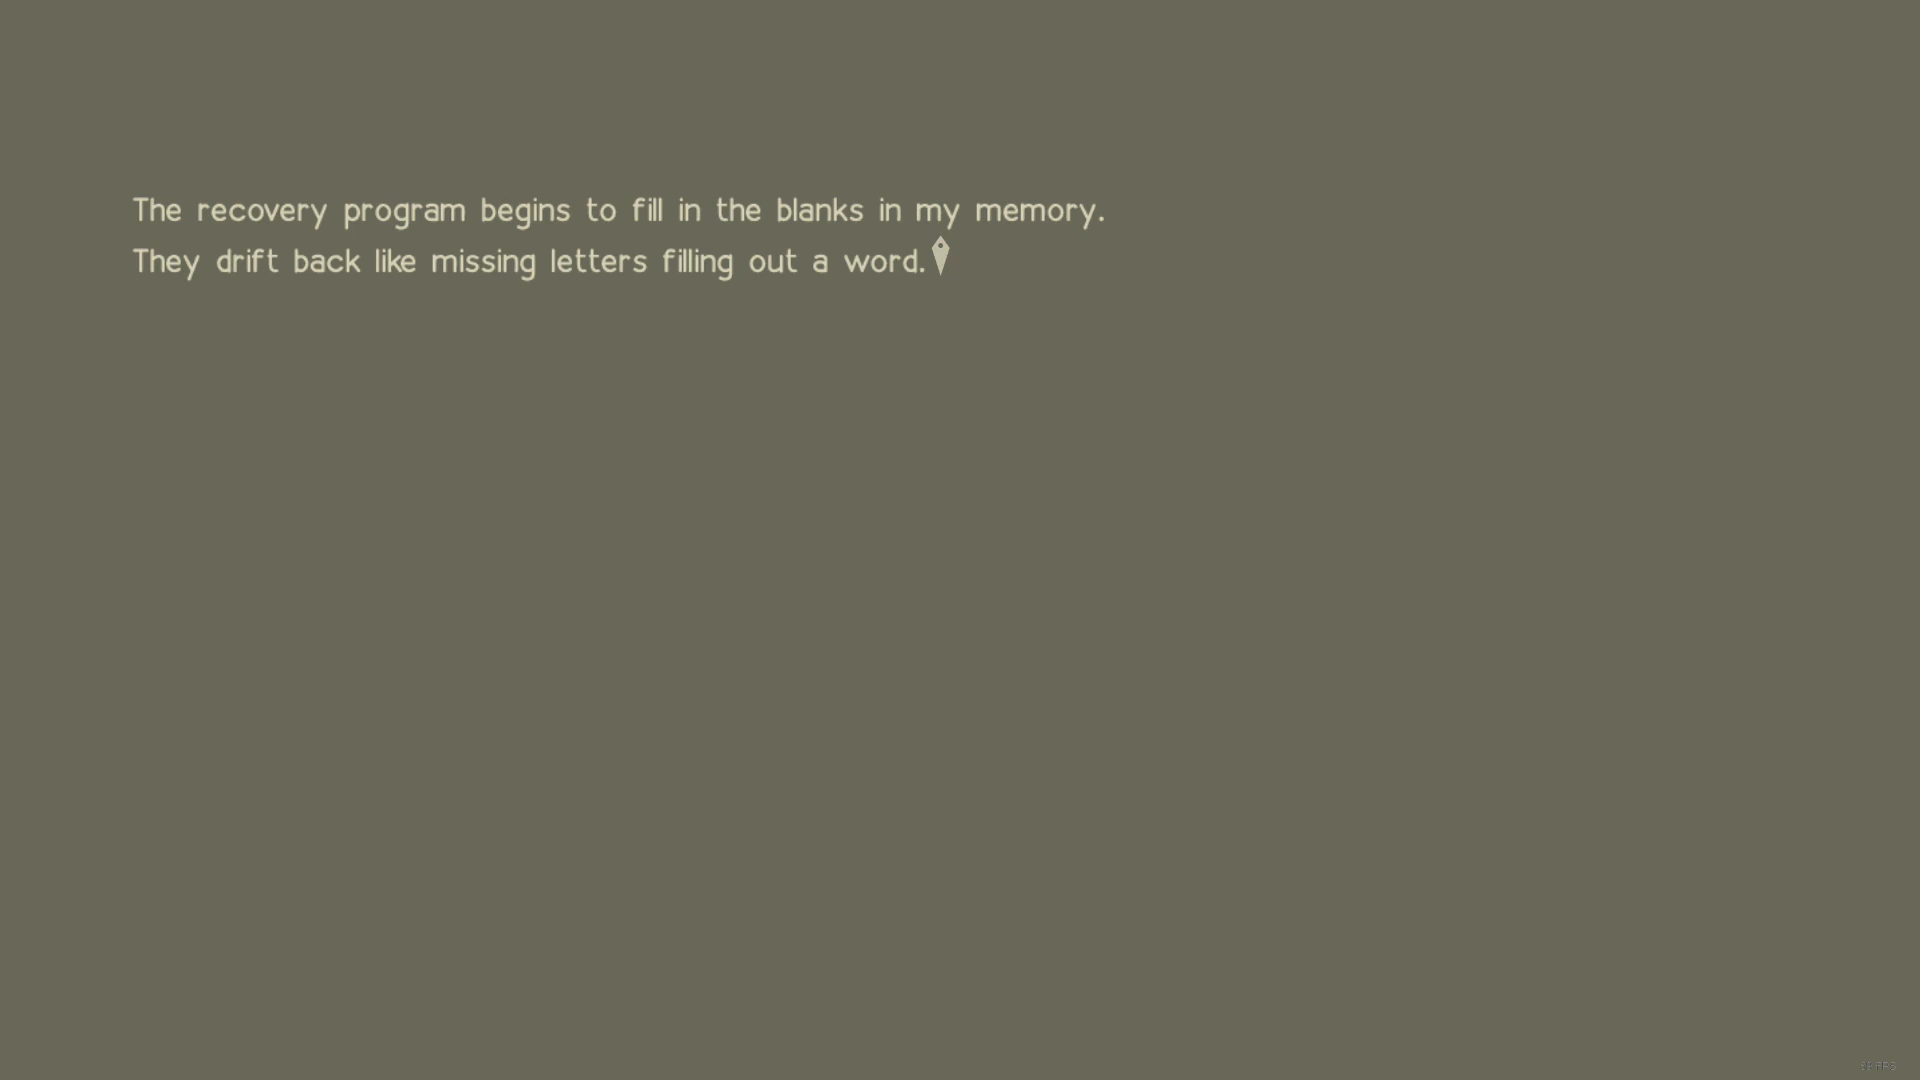 The recovery program begins to fill in the blanks in my memory.
They drift back like missing letters filling out a word.